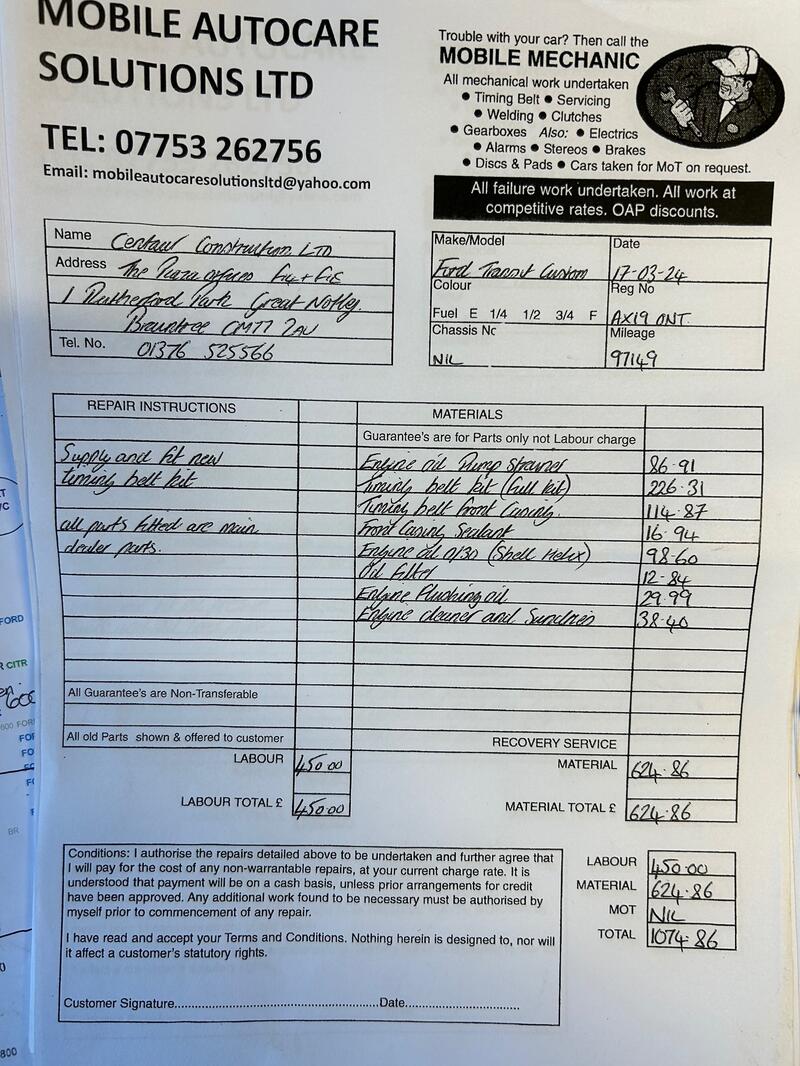 MOBILE AUTOCARE
SOLUTIONS LTD
TEL: 07753 262756
Email: mobileautocaresolutionsltd@yahoo.com
Trouble with your car? Then call the
MOBILE MECHANIC
All mechanical work undertaken
● Timing Belt ● Servicing
● Welding ● Clutches
● Gearboxes Also: ● Electrics
● Alarms ● Stereos ● Brakes
● Discs & Pads ● Cars taken for MoT on request.
All failure work undertaken. All work at
competitive rates. OAP discounts.
Name Centaur Construction LTD
Address The Plaza offices F14+F15
1 Rutherford Park Great Notley.
Braintree CM77 7AU
Tel. No. 01376 525566
Make/Model Ford Transit Custom
Date 17-03-24
Colour
Reg No AX19 ONT.
Fuel E 1/4 1/2 3/4 F
Chassis No NIL
Mileage 97149
REPAIR INSTRUCTIONS
Supply and fit new
timing belt kit
all parts fitted are main
dealer parts.
All Guarantee's are Non-Transferable
All old Parts shown & offered to customer
LABOUR 450.00
LABOUR TOTAL £ 450.00
MATERIALS
Guarantee's are for Parts only not Labour charge
Engine oil Pump Strainer 86.91
Timing belt kit (Full kit) 226.31
Timing belt Front Casing. 114.87
Front Casing Sealant 16.94
Engine oil 0/30 (Shell Helix) 98.60
Oil Filter 12-84
Engine Flushing oil 29.99
Engine cleaner and Sundries 38.40
RECOVERY SERVICE
MATERIAL 624.86
MATERIAL TOTAL £ 624.86
Conditions: I authorise the repairs detailed above to be undertaken and further agree that
I will pay for the cost of any non-warrantable repairs, at your current charge rate. It is
understood that payment will be on a cash basis, unless prior arrangements for credit
have been approved. Any additional work found to be necessary must be authorised by
myself prior to commencement of any repair.
I have read and accept your Terms and Conditions. Nothing herein is designed to, nor will
it affect a customer's statutory rights.
Customer Signature.....................................................Date..............................
LABOUR 450.00
MATERIAL 624.86
MOT NIL
TOTAL 1074.86
FORD
R CITR
BR
800